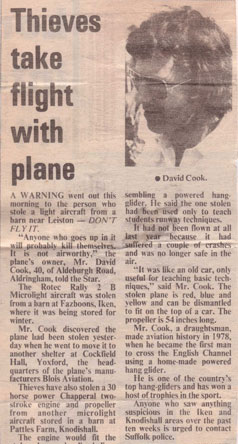 Thieves
take
flight
with
plane
● David Cook.
A WARNING went out this
morning to the person who
stole a light aircraft from a
barn near Leiston — DON'T
FLY IT.
"Anyone who goes up in it
will probably kill themselves.
It is not airworthy," the
plane's owner, Mr. David
Cook, 40, of Aldeburgh Road,
Aldringham, told the Star.
The Rotec Rally 2 B
Microlight aircraft was stolen
from a barn at Fazboons, Iken,
where it was being stored for
winter.
Mr. Cook discovered the
plane had been stolen yester-
day when he went to move it to
another shelter at Cockfield
Hall, Yoxford, the head-
quarters of the plane's manu-
facturers Blois Aviation.
Thieves have also stolen a 30
horse power Chapperal two-
stroke engine and propeller
from another microlight
aircraft stored in a barn at
Pattles Farm, Knodishall.
The engine would fit the
sembling a powered hang-
glider. He said the one stolen
had been used only to teach
students runway techniques.
It had not been flown at all
last year because it had
suffered a couple of crashes
and was no longer safe in the
air.
"It was like an old car, only
useful for teaching basic tech-
niques," said Mr. Cook. The
stolen plane is red, blue and
yellow and can be dismantled
to fit on the top of a car. The
propeller is 54 inches long.
Mr. Cook, a draughtsman,
made aviation history in 1978,
when he became the first man
to cross the English Channel
using a home-made powered
hang glider.
He is one of the country's
top hang-gliders and has won a
host of trophies in the sport.
Anyone who saw anything
suspicious in the Iken and
Knodishall areas over the past
ten weeks is urged to contact
Suffolk police.